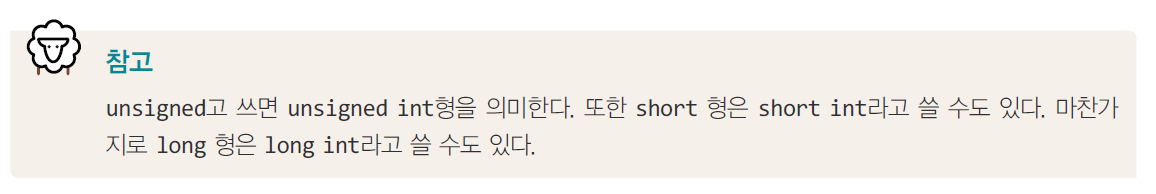 참고
unsigned고 쓰면 unsigned int형을 의미한다. 또한 short 형은 short int라고 쓸 수도 있다. 마찬가
지로 long 형은 long int라고 쓸 수도 있다.